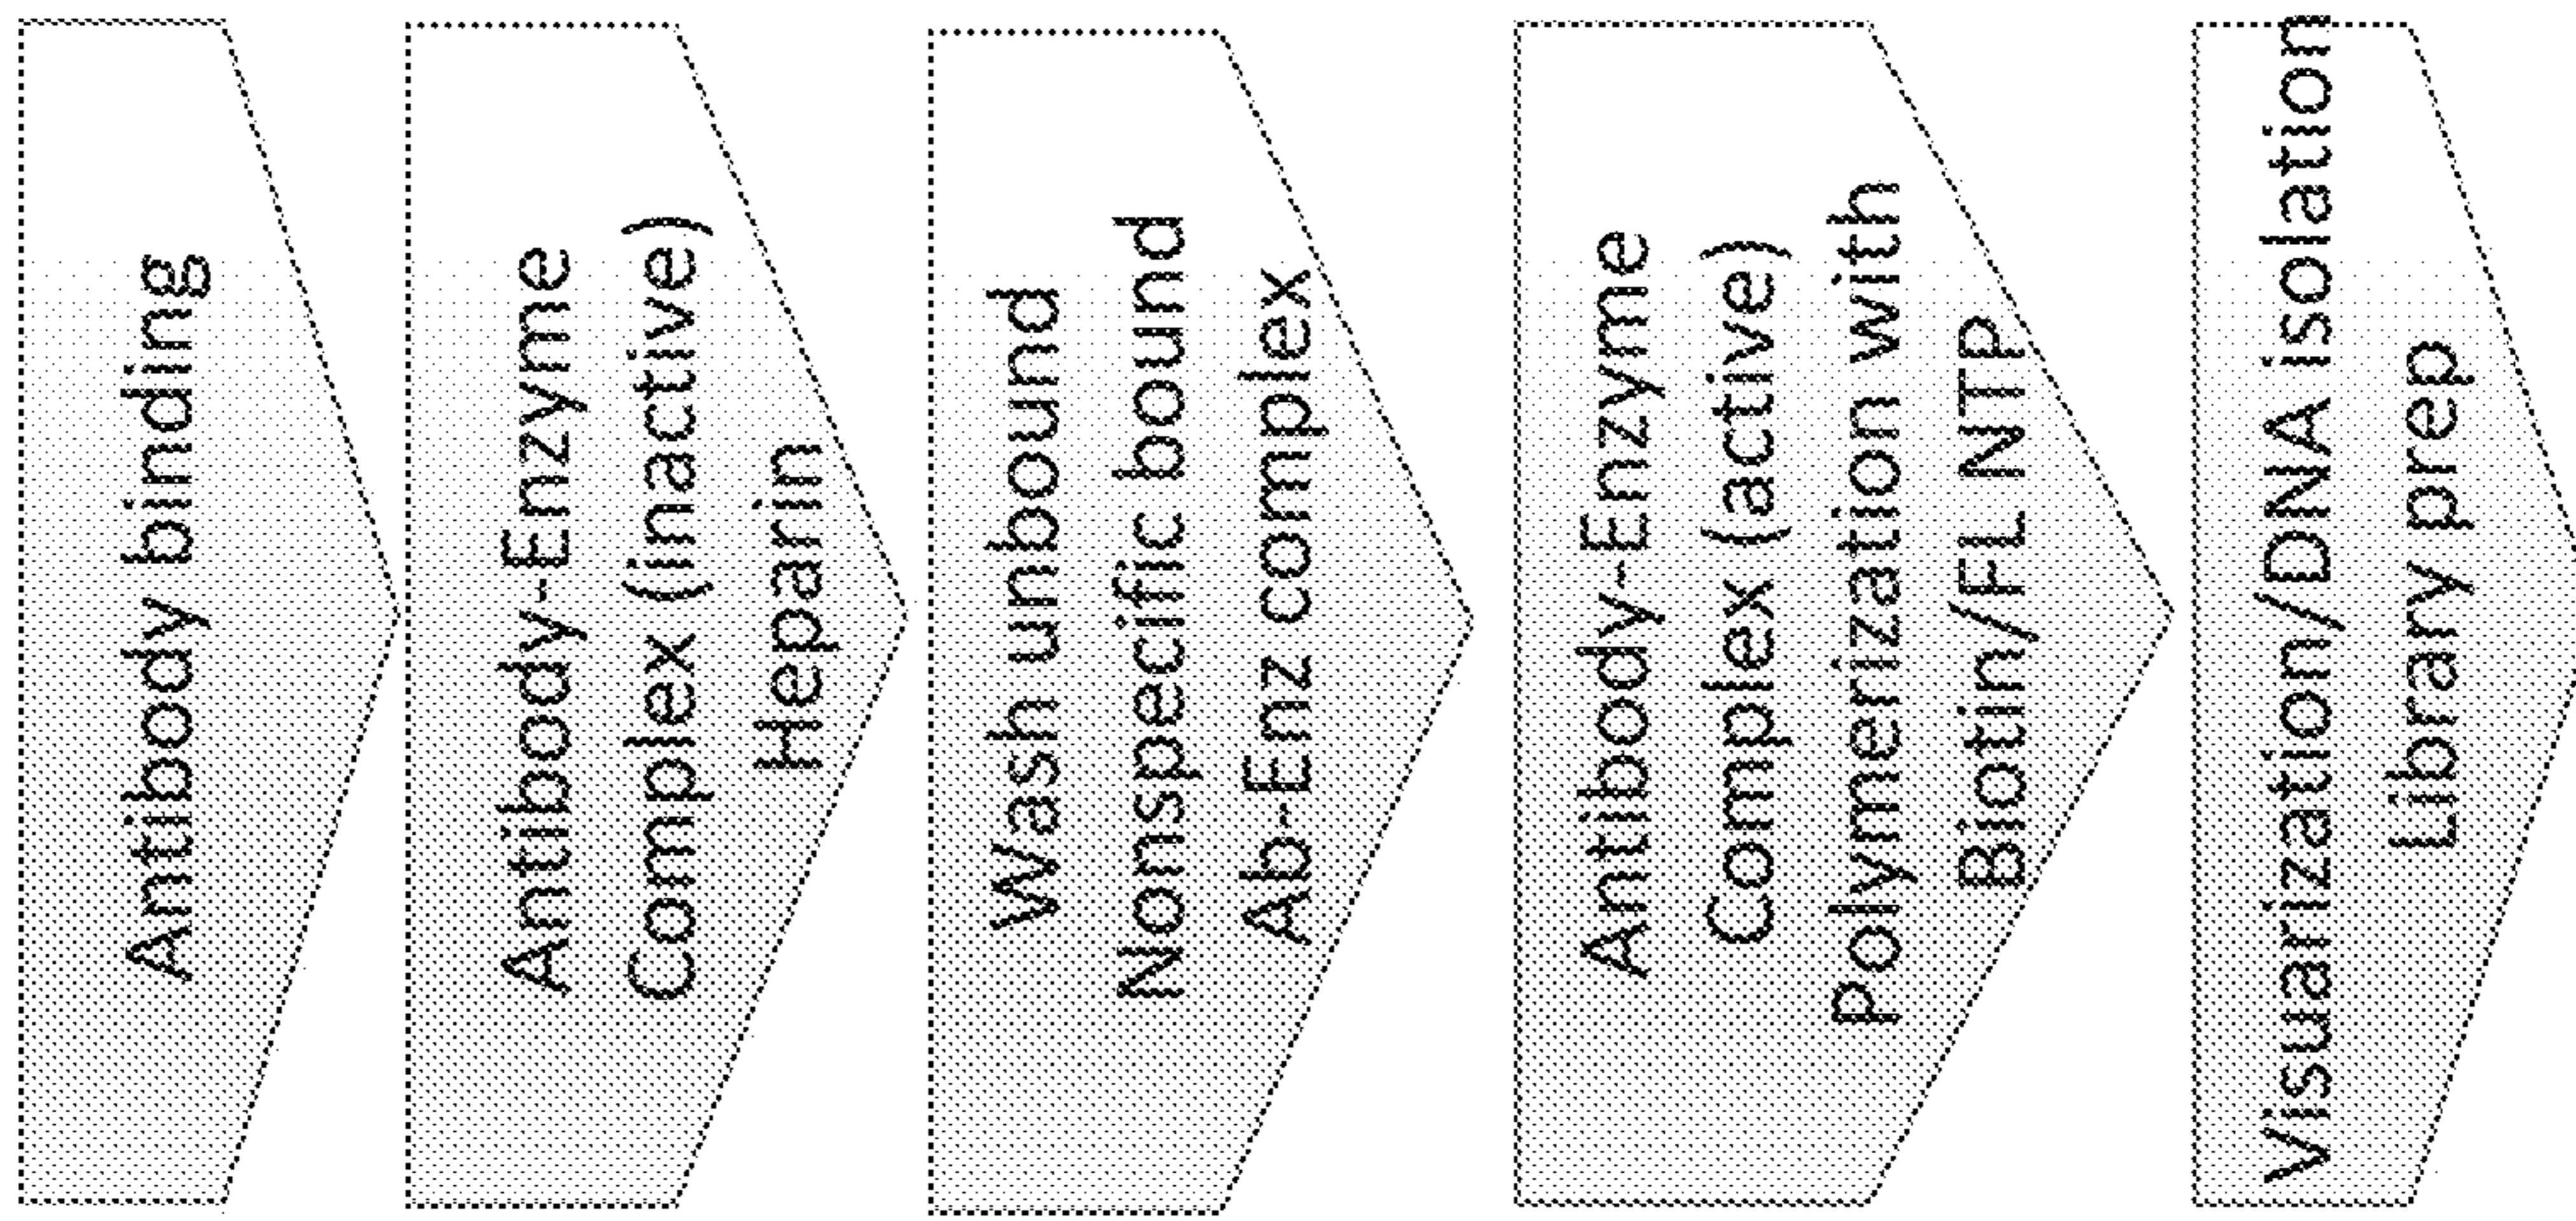 Antibody binding
Antibody-Enzyme
Complex (inactive)
Heparin
Wash unbound
Nonspecific bound
Ab-Enz complex
Antibody-Enzyme
Complex (active)
Polymerization with
Biotin/FL NTP
Visualization/DNA isolation
Library prep